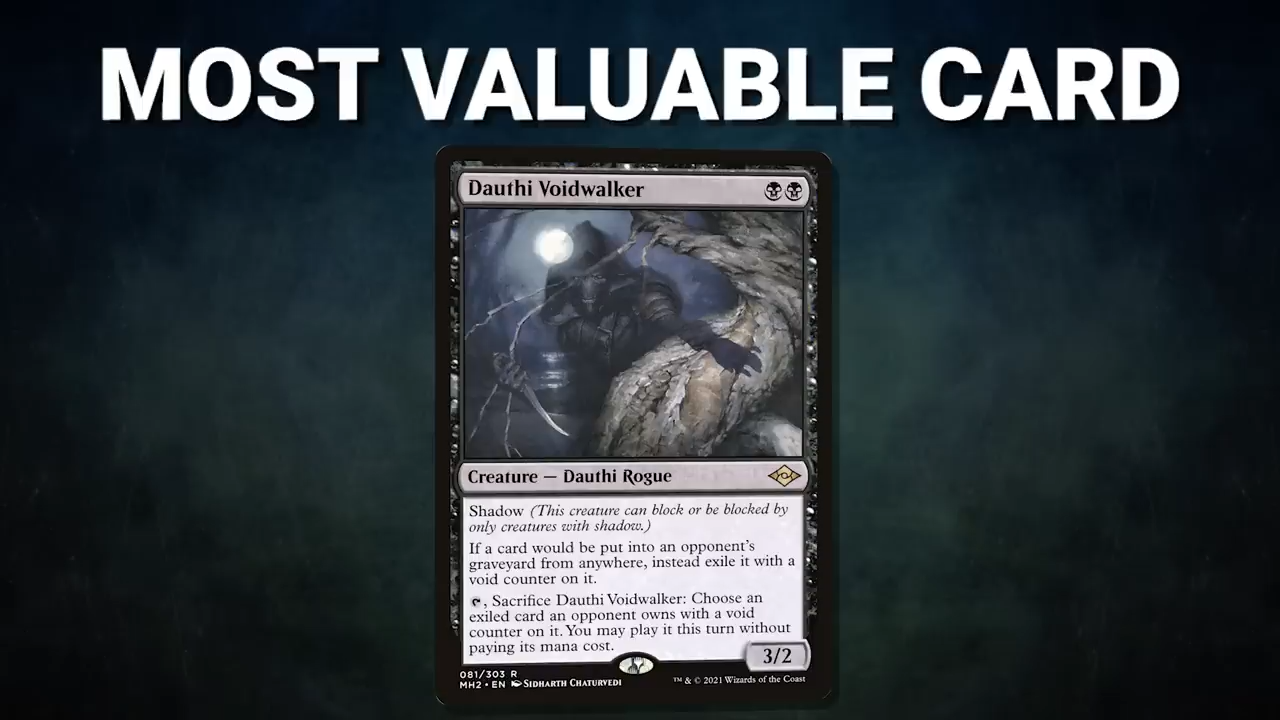 MOST VALUABLE CARD
Dauthi Voidwalker
Creature — Dauthi Rogue
Shadow (This creature can block or be blocked by
only creatures with shadow.)
If a card would be put into an opponent's
graveyard from anywhere, instead exile it with a
void counter on it.
, Sacrifice Dauthi Voidwalker: Choose an
exiled card an opponent owns with a void
counter on it. You may play it this turn without
paying its mana cost.
3/2
081/303 R
MH2 • EN SIDHARTH CHATURVEDI
™ & © 2021 Wizards of the Coast